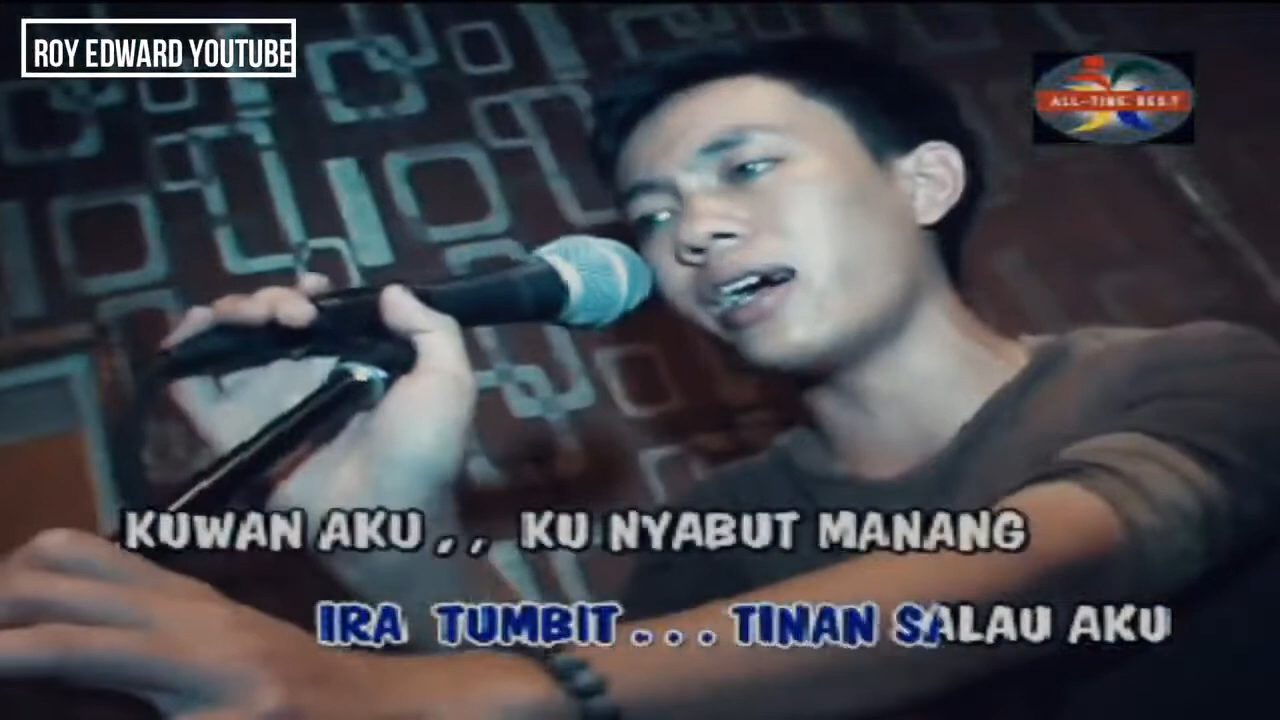 ROY EDWARD YOUTUBE
ALL-TIME BEST
KUWAN AKU,, KU NYABUT MANANG
IRA TUMBIT... TINAN SALAU AKU